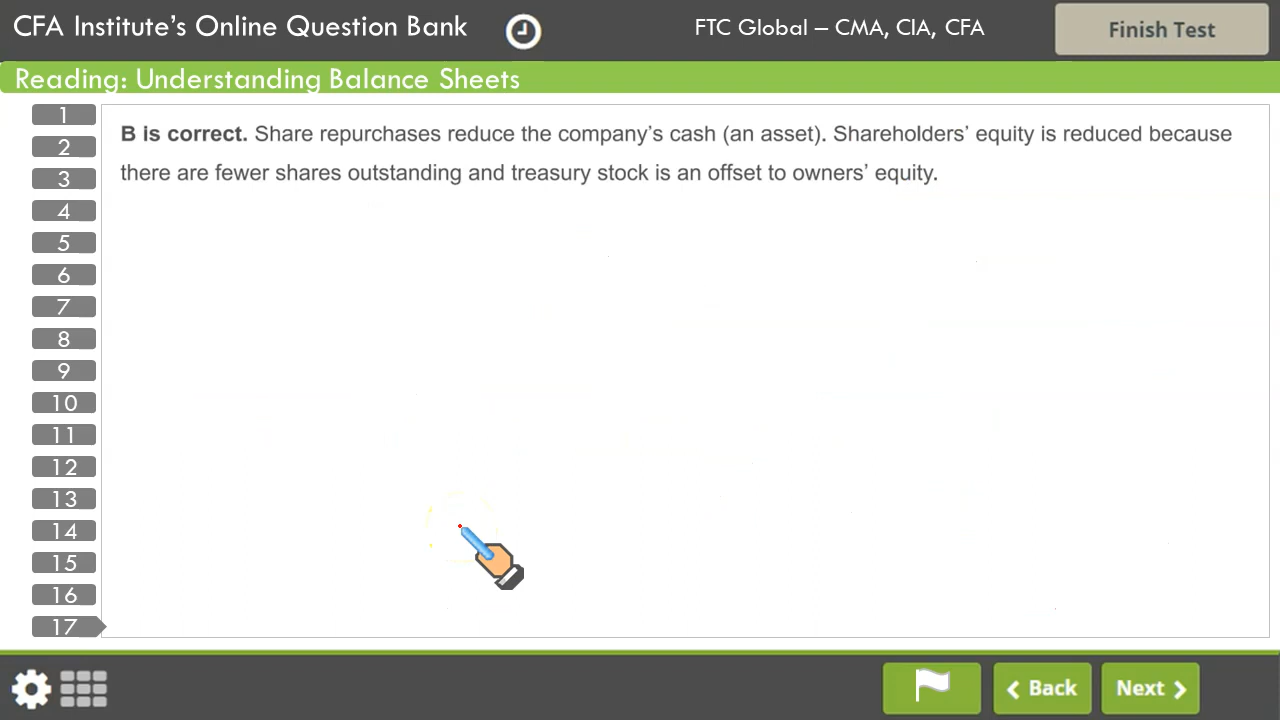 CFA Institute’s Online Question Bank
FTC Global – CMA, CIA, CFA
Finish Test
Reading: Understanding Balance Sheets
1
2
3
4
5
6
7
8
9
10
11
12
13
14
15
16
17
B is correct. Share repurchases reduce the company’s cash (an asset). Shareholders’ equity is reduced because
there are fewer shares outstanding and treasury stock is an offset to owners’ equity.
Back
Next